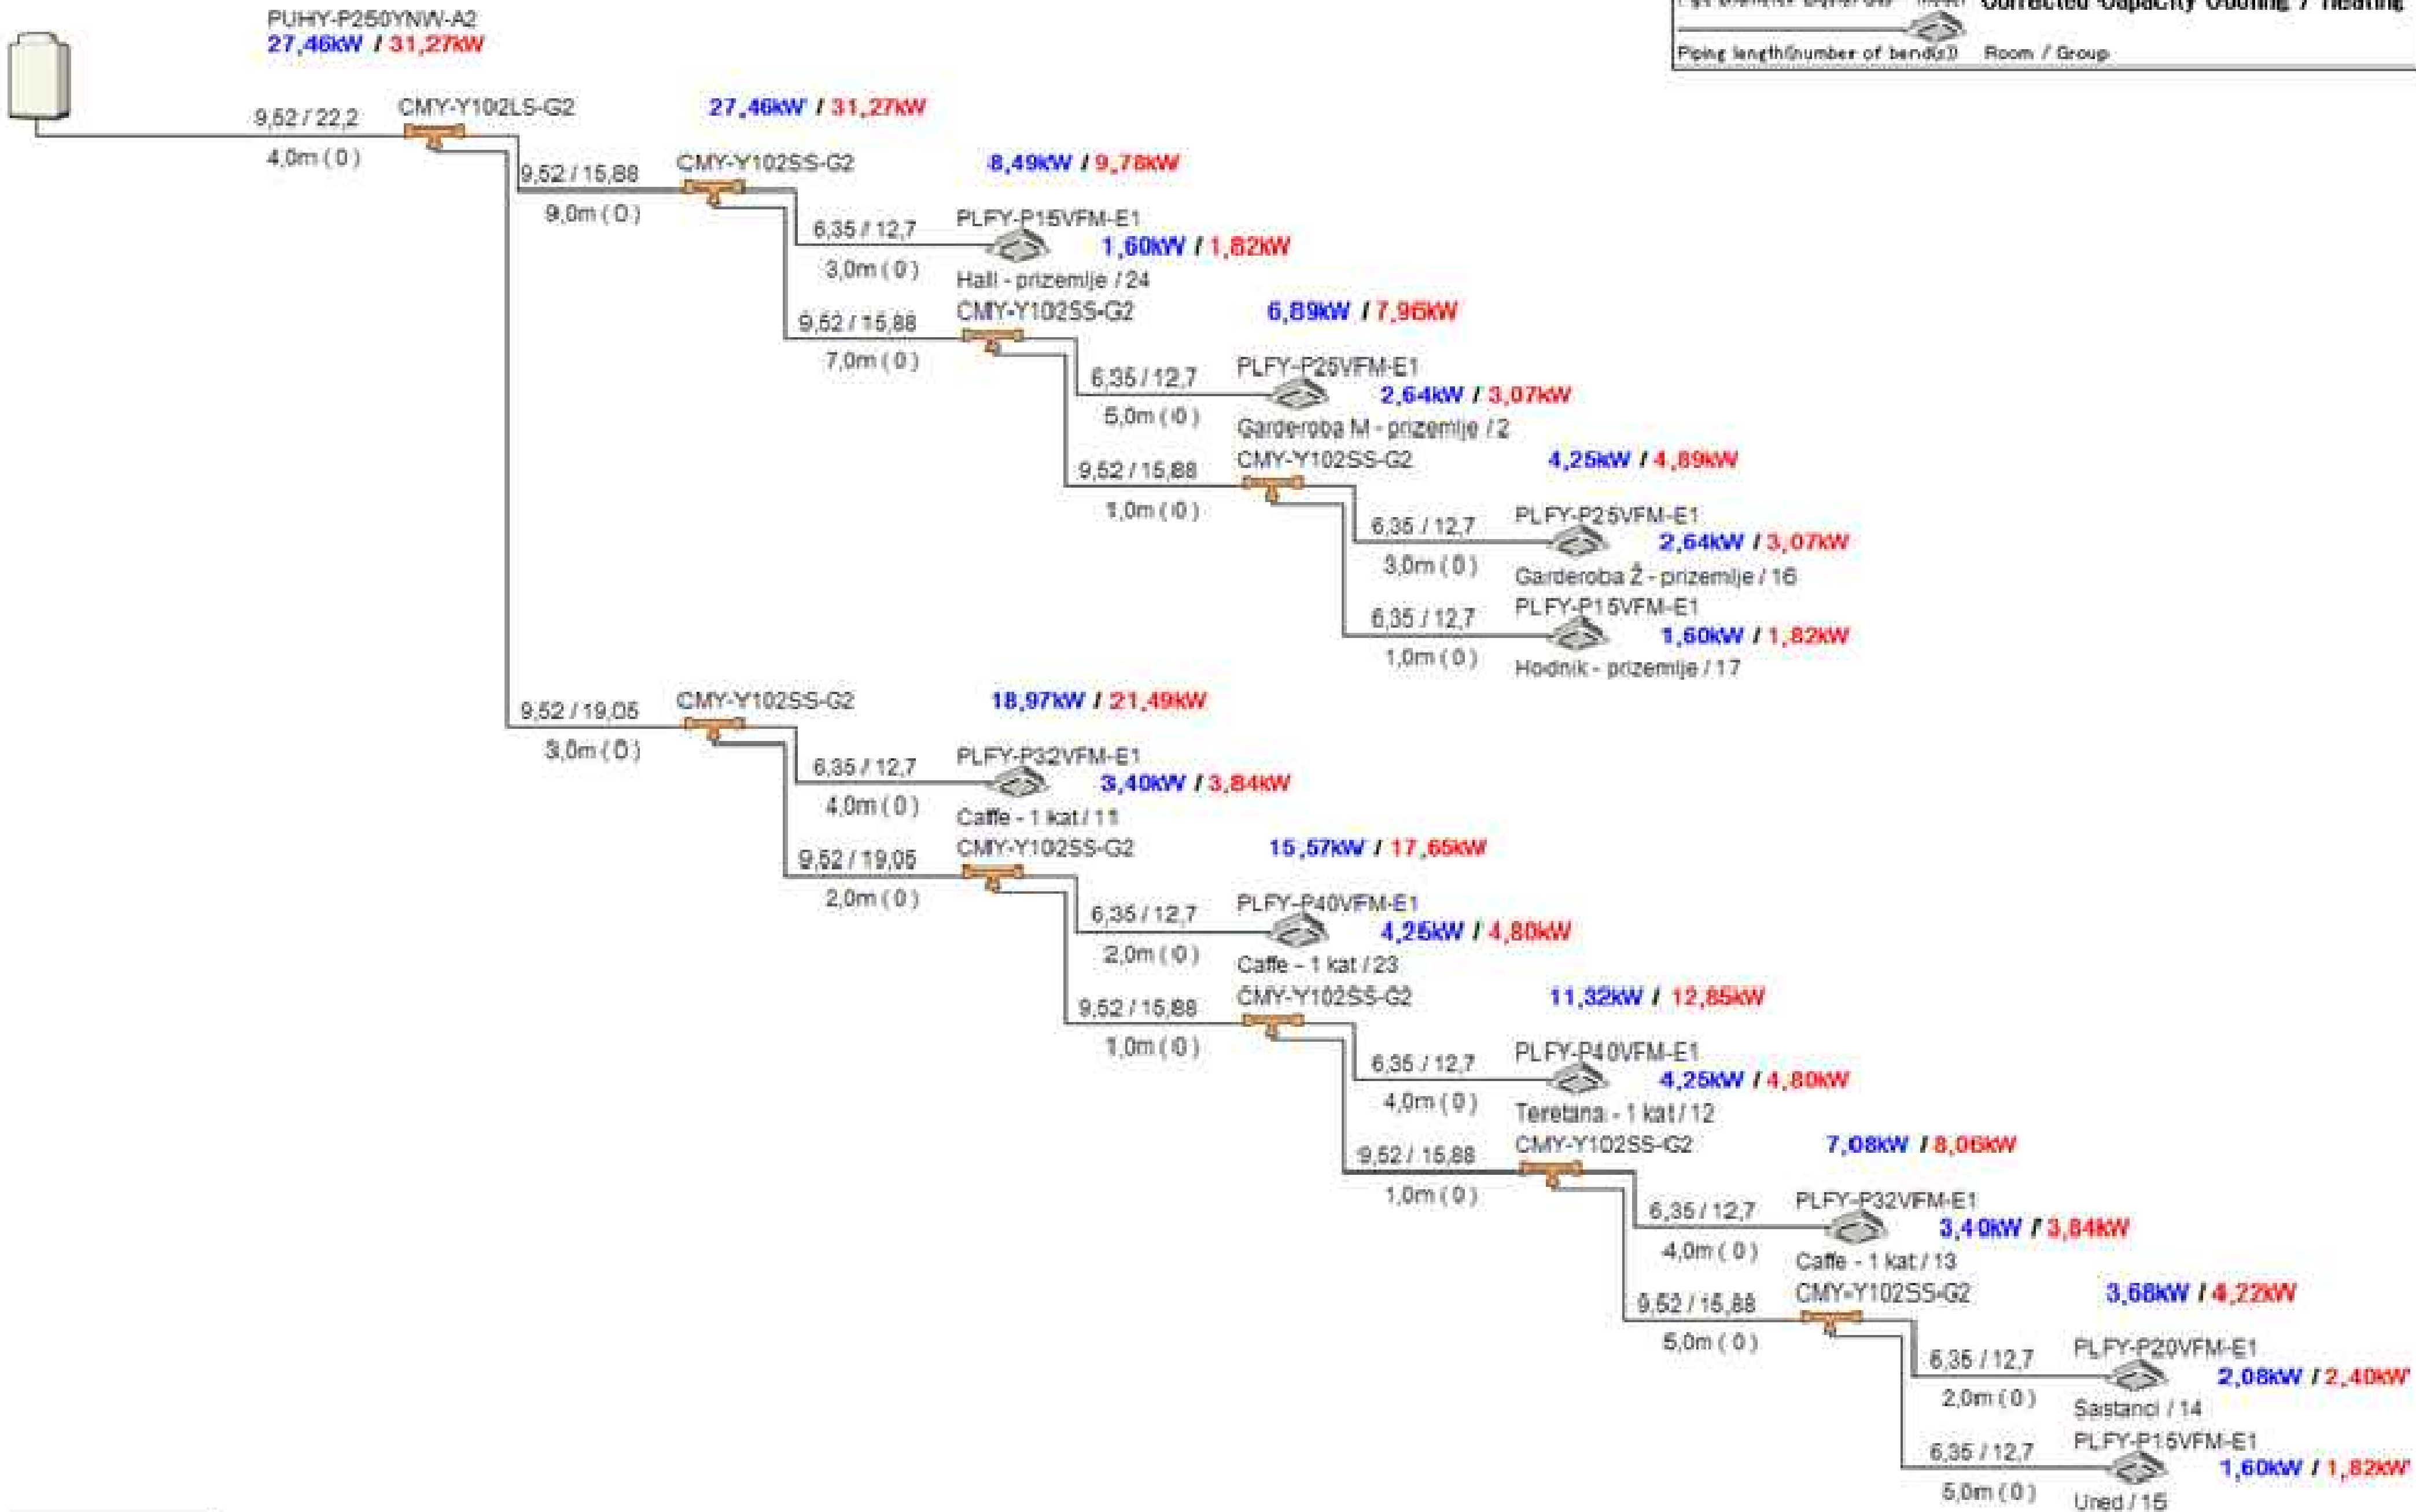 Corrected Capacity Cooling / Heating
Piping length(number of bend(s)) Room / Group
PUHY-P250YNW-A2
27,46kW / 31,27kW
9,52 / 22,2
4,0m ( 0 )
CMY-Y102LS-G2
27,46kW / 31,27kW
9,52 / 15,88
9,0m ( 0 )
CMY-Y102SS-G2
8,49kW / 9,78kW
6,35 / 12,7
3,0m ( 0 )
PLFY-P15VFM-E1
1,60kW / 1,82kW
Hall - prizemlje / 24
9,52 / 15,88
7,0m ( 0 )
CMY-Y102SS-G2
6,89kW / 7,96kW
6,35 / 12,7
5,0m ( 0 )
PLFY-P25VFM-E1
2,64kW / 3,07kW
Garderoba M - prizemlje / 2
9,52 / 15,88
1,0m ( 0 )
CMY-Y102SS-G2
4,25kW / 4,89kW
6,35 / 12,7
3,0m ( 0 )
PLFY-P25VFM-E1
2,64kW / 3,07kW
Garderoba Ž - prizemlje / 16
6,35 / 12,7
1,0m ( 0 )
PLFY-P15VFM-E1
1,60kW / 1,82kW
Hodnik - prizemlje / 17
9,52 / 19,05
3,0m ( 0 )
CMY-Y102SS-G2
18,97kW / 21,49kW
6,35 / 12,7
4,0m ( 0 )
PLFY-P32VFM-E1
3,40kW / 3,84kW
Caffe - 1 kat / 11
9,52 / 19,05
2,0m ( 0 )
CMY-Y102SS-G2
15,57kW / 17,65kW
6,35 / 12,7
2,0m ( 0 )
PLFY-P40VFM-E1
4,25kW / 4,80kW
Caffe - 1 kat / 23
9,52 / 15,88
1,0m ( 0 )
CMY-Y102SS-G2
11,32kW / 12,85kW
6,35 / 12,7
4,0m ( 0 )
PLFY-P40VFM-E1
4,25kW / 4,80kW
Teretana - 1 kat / 12
9,52 / 15,88
1,0m ( 0 )
CMY-Y102SS-G2
7,08kW / 8,06kW
6,35 / 12,7
4,0m ( 0 )
PLFY-P32VFM-E1
3,40kW / 3,84kW
Caffe - 1 kat / 13
9,52 / 15,88
5,0m ( 0 )
CMY-Y102SS-G2
3,68kW / 4,22kW
6,35 / 12,7
2,0m ( 0 )
PLFY-P20VFM-E1
2,08kW / 2,40kW
Sastanci / 14
6,35 / 12,7
5,0m ( 0 )
PLFY-P15VFM-E1
1,60kW / 1,82kW
Ured / 15